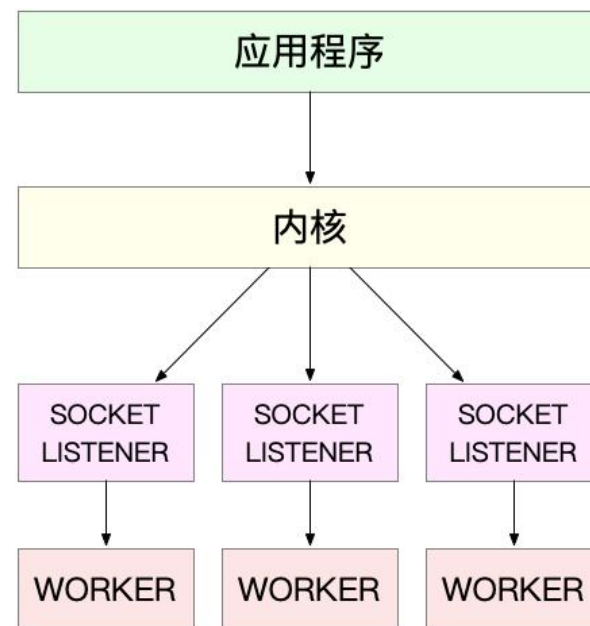 应用程序
内核
SOCKET
LISTENER
SOCKET
LISTENER
SOCKET
LISTENER
WORKER
WORKER
WORKER